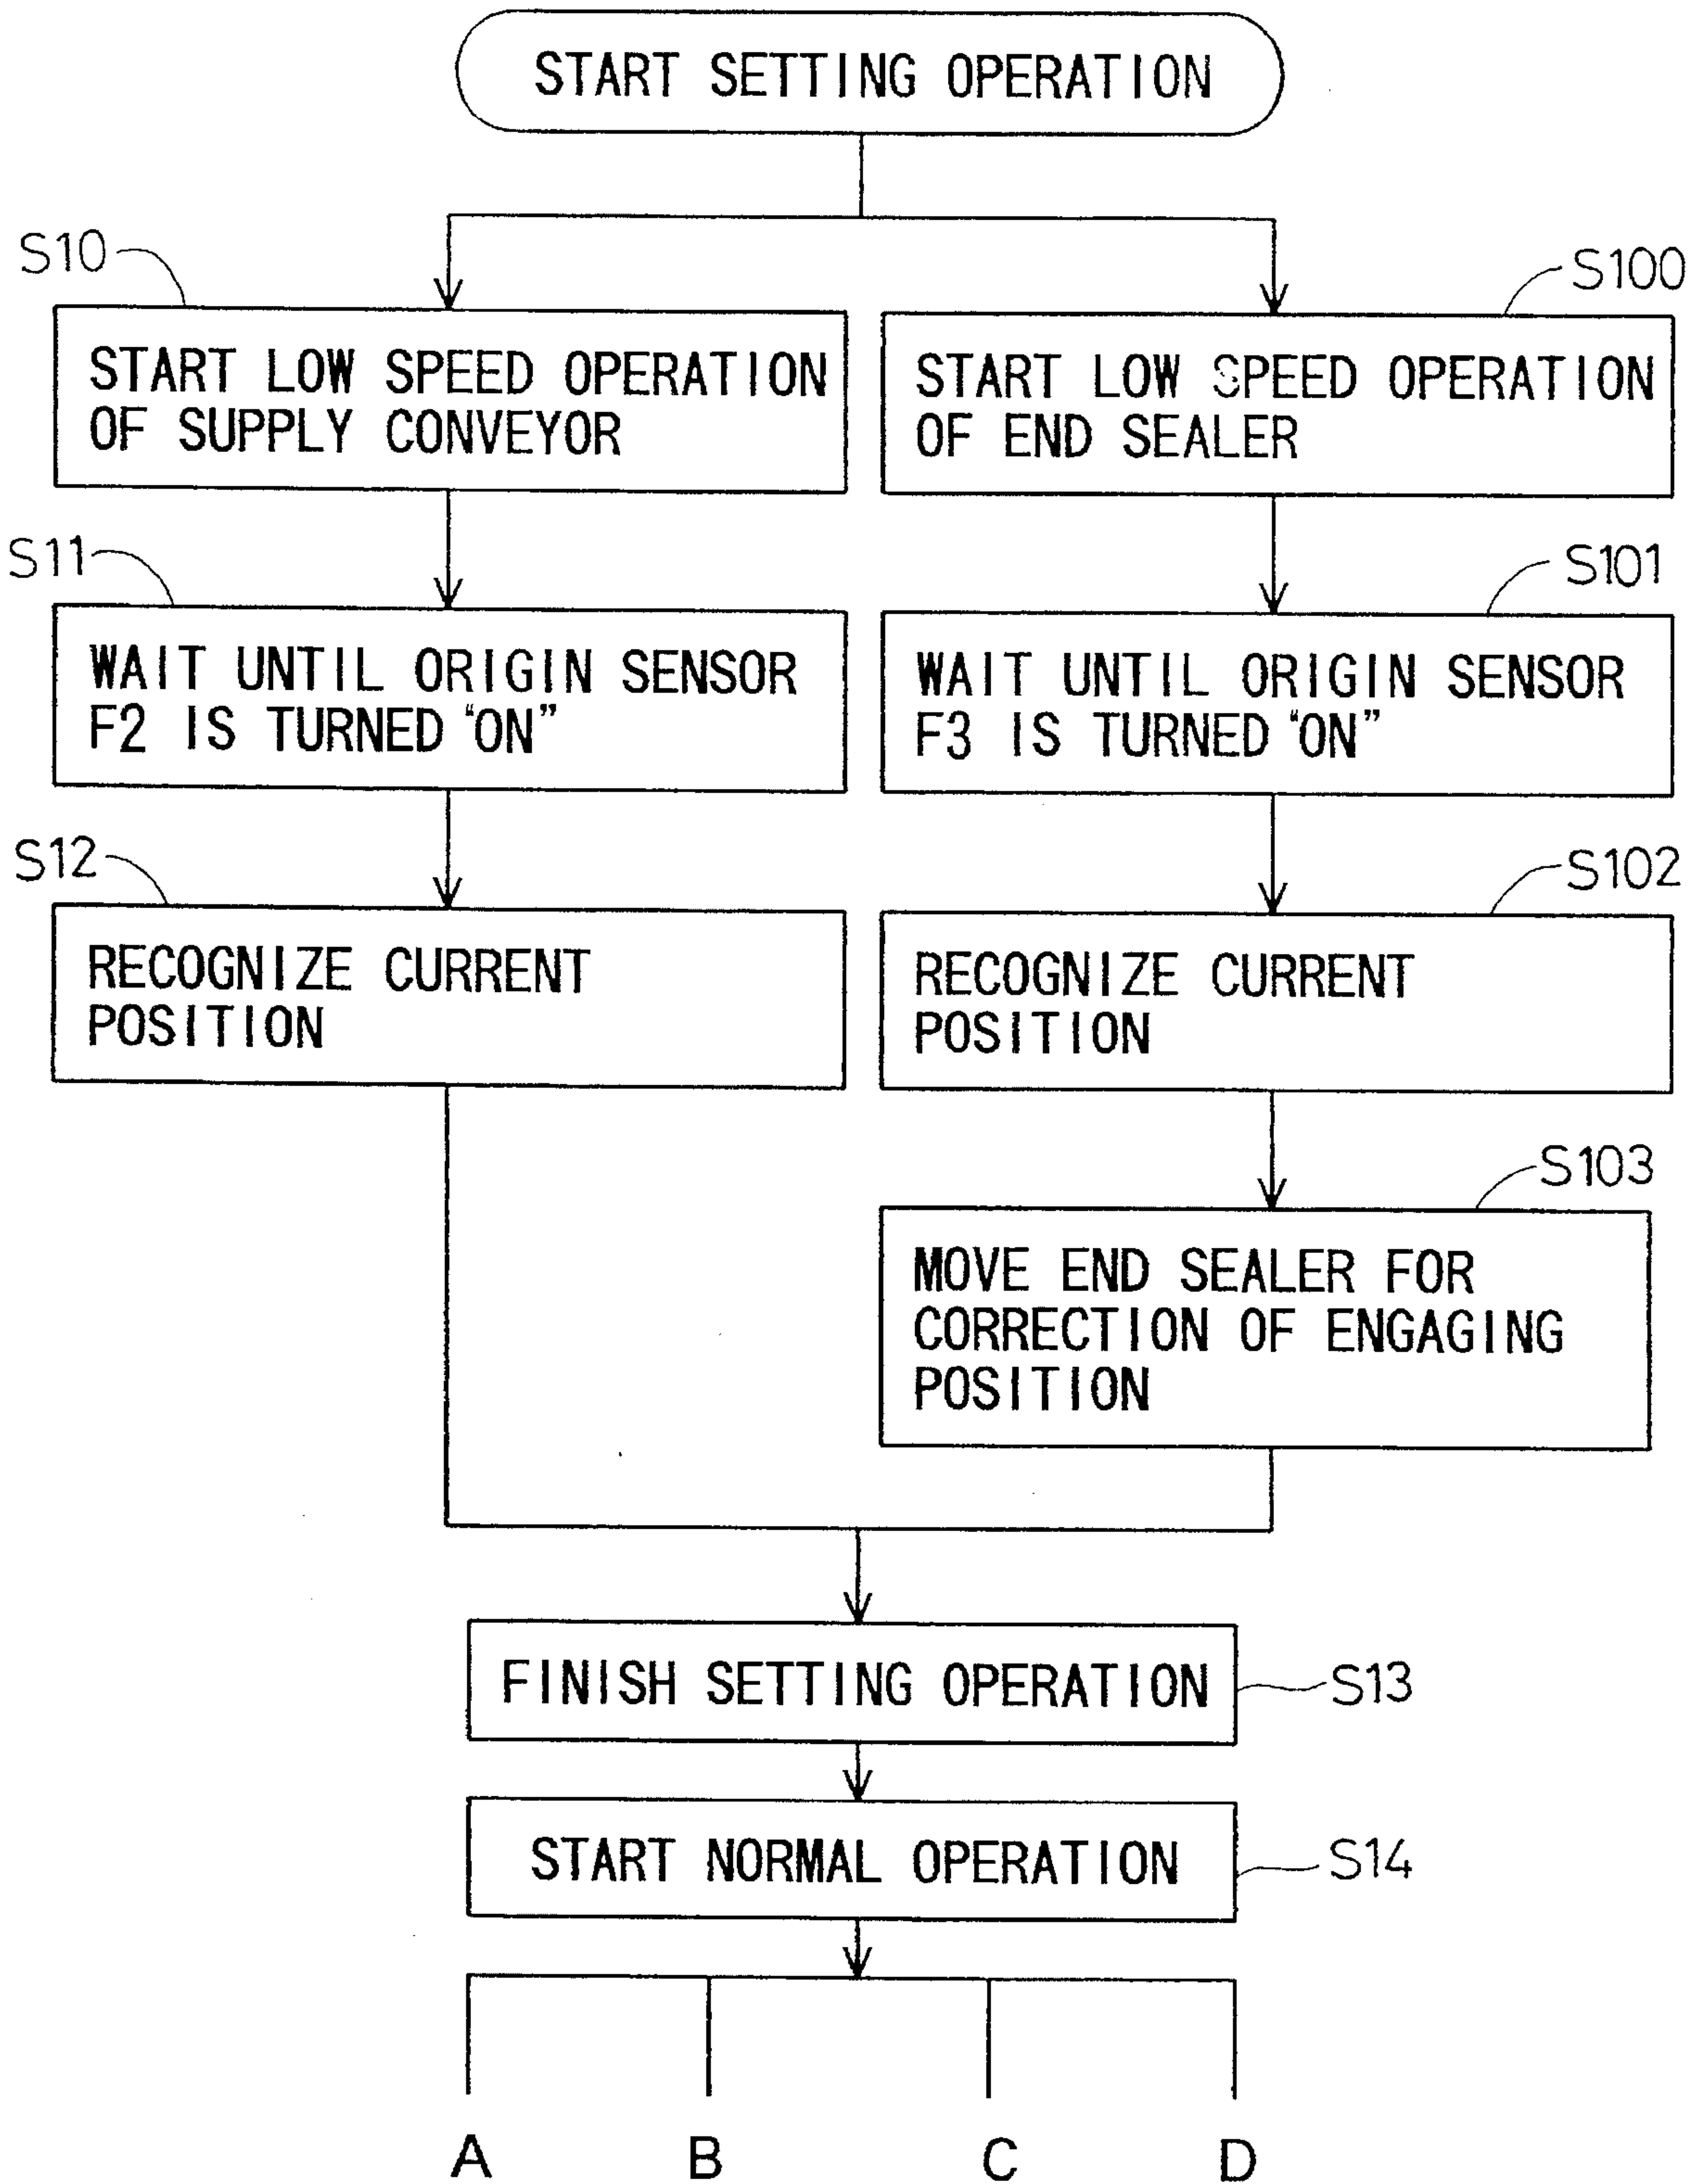 START SETTING OPERATION
S10
START LOW SPEED OPERATION
OF SUPPLY CONVEYOR
S100
START LOW SPEED OPERATION
OF END SEALER
S11
WAIT UNTIL ORIGIN SENSOR
F2 IS TURNED “ON”
S101
WAIT UNTIL ORIGIN SENSOR
F3 IS TURNED “ON”
S12
RECOGNIZE CURRENT
POSITION
S102
RECOGNIZE CURRENT
POSITION
S103
MOVE END SEALER FOR
CORRECTION OF ENGAGING
POSITION
FINISH SETTING OPERATION
S13
START NORMAL OPERATION
S14
A B C D